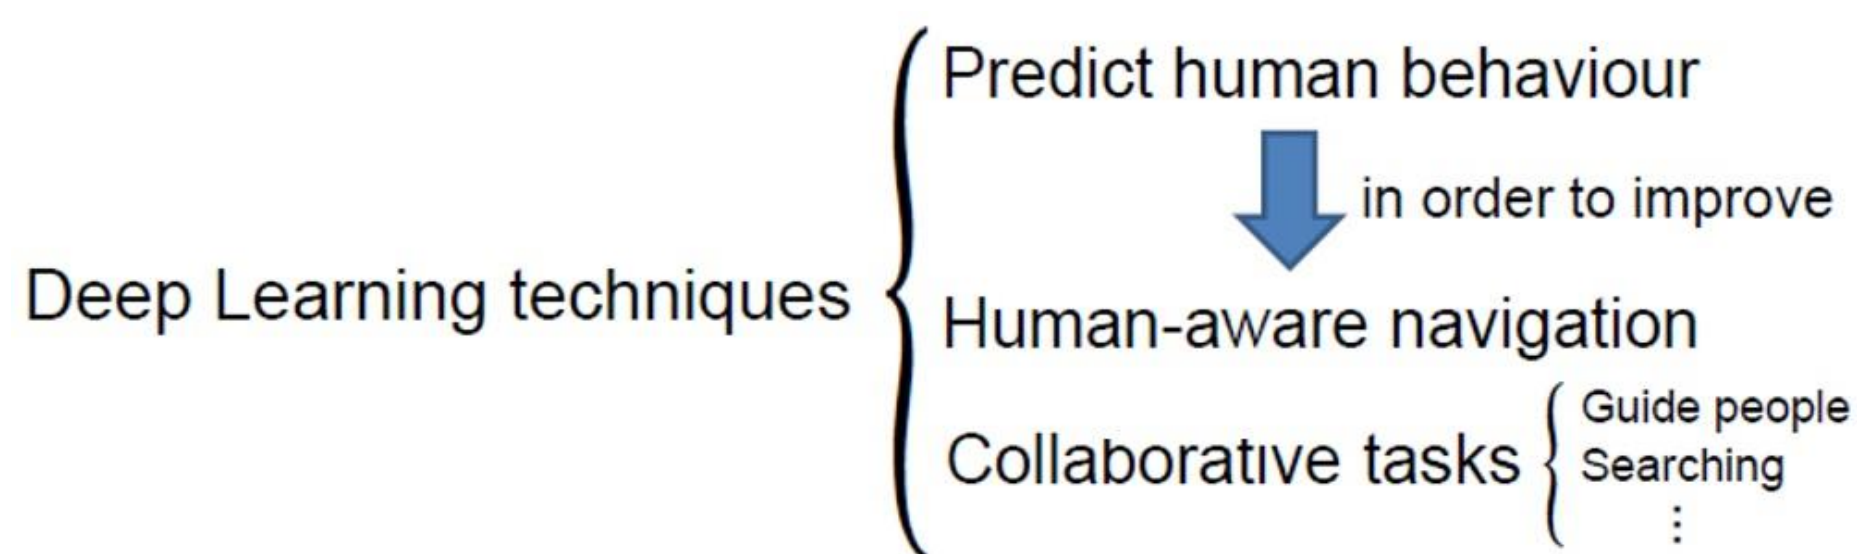 Predict human behaviour
in order to improve
Deep Learning techniques
Human-aware navigation
Collaborative tasks
Guide people
Searching
⋮